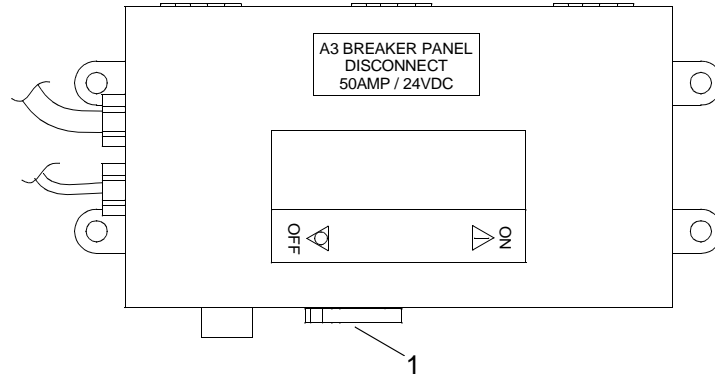 A3 BREAKER PANEL
DISCONNECT
50AMP / 24VDC
OFF
ON
1